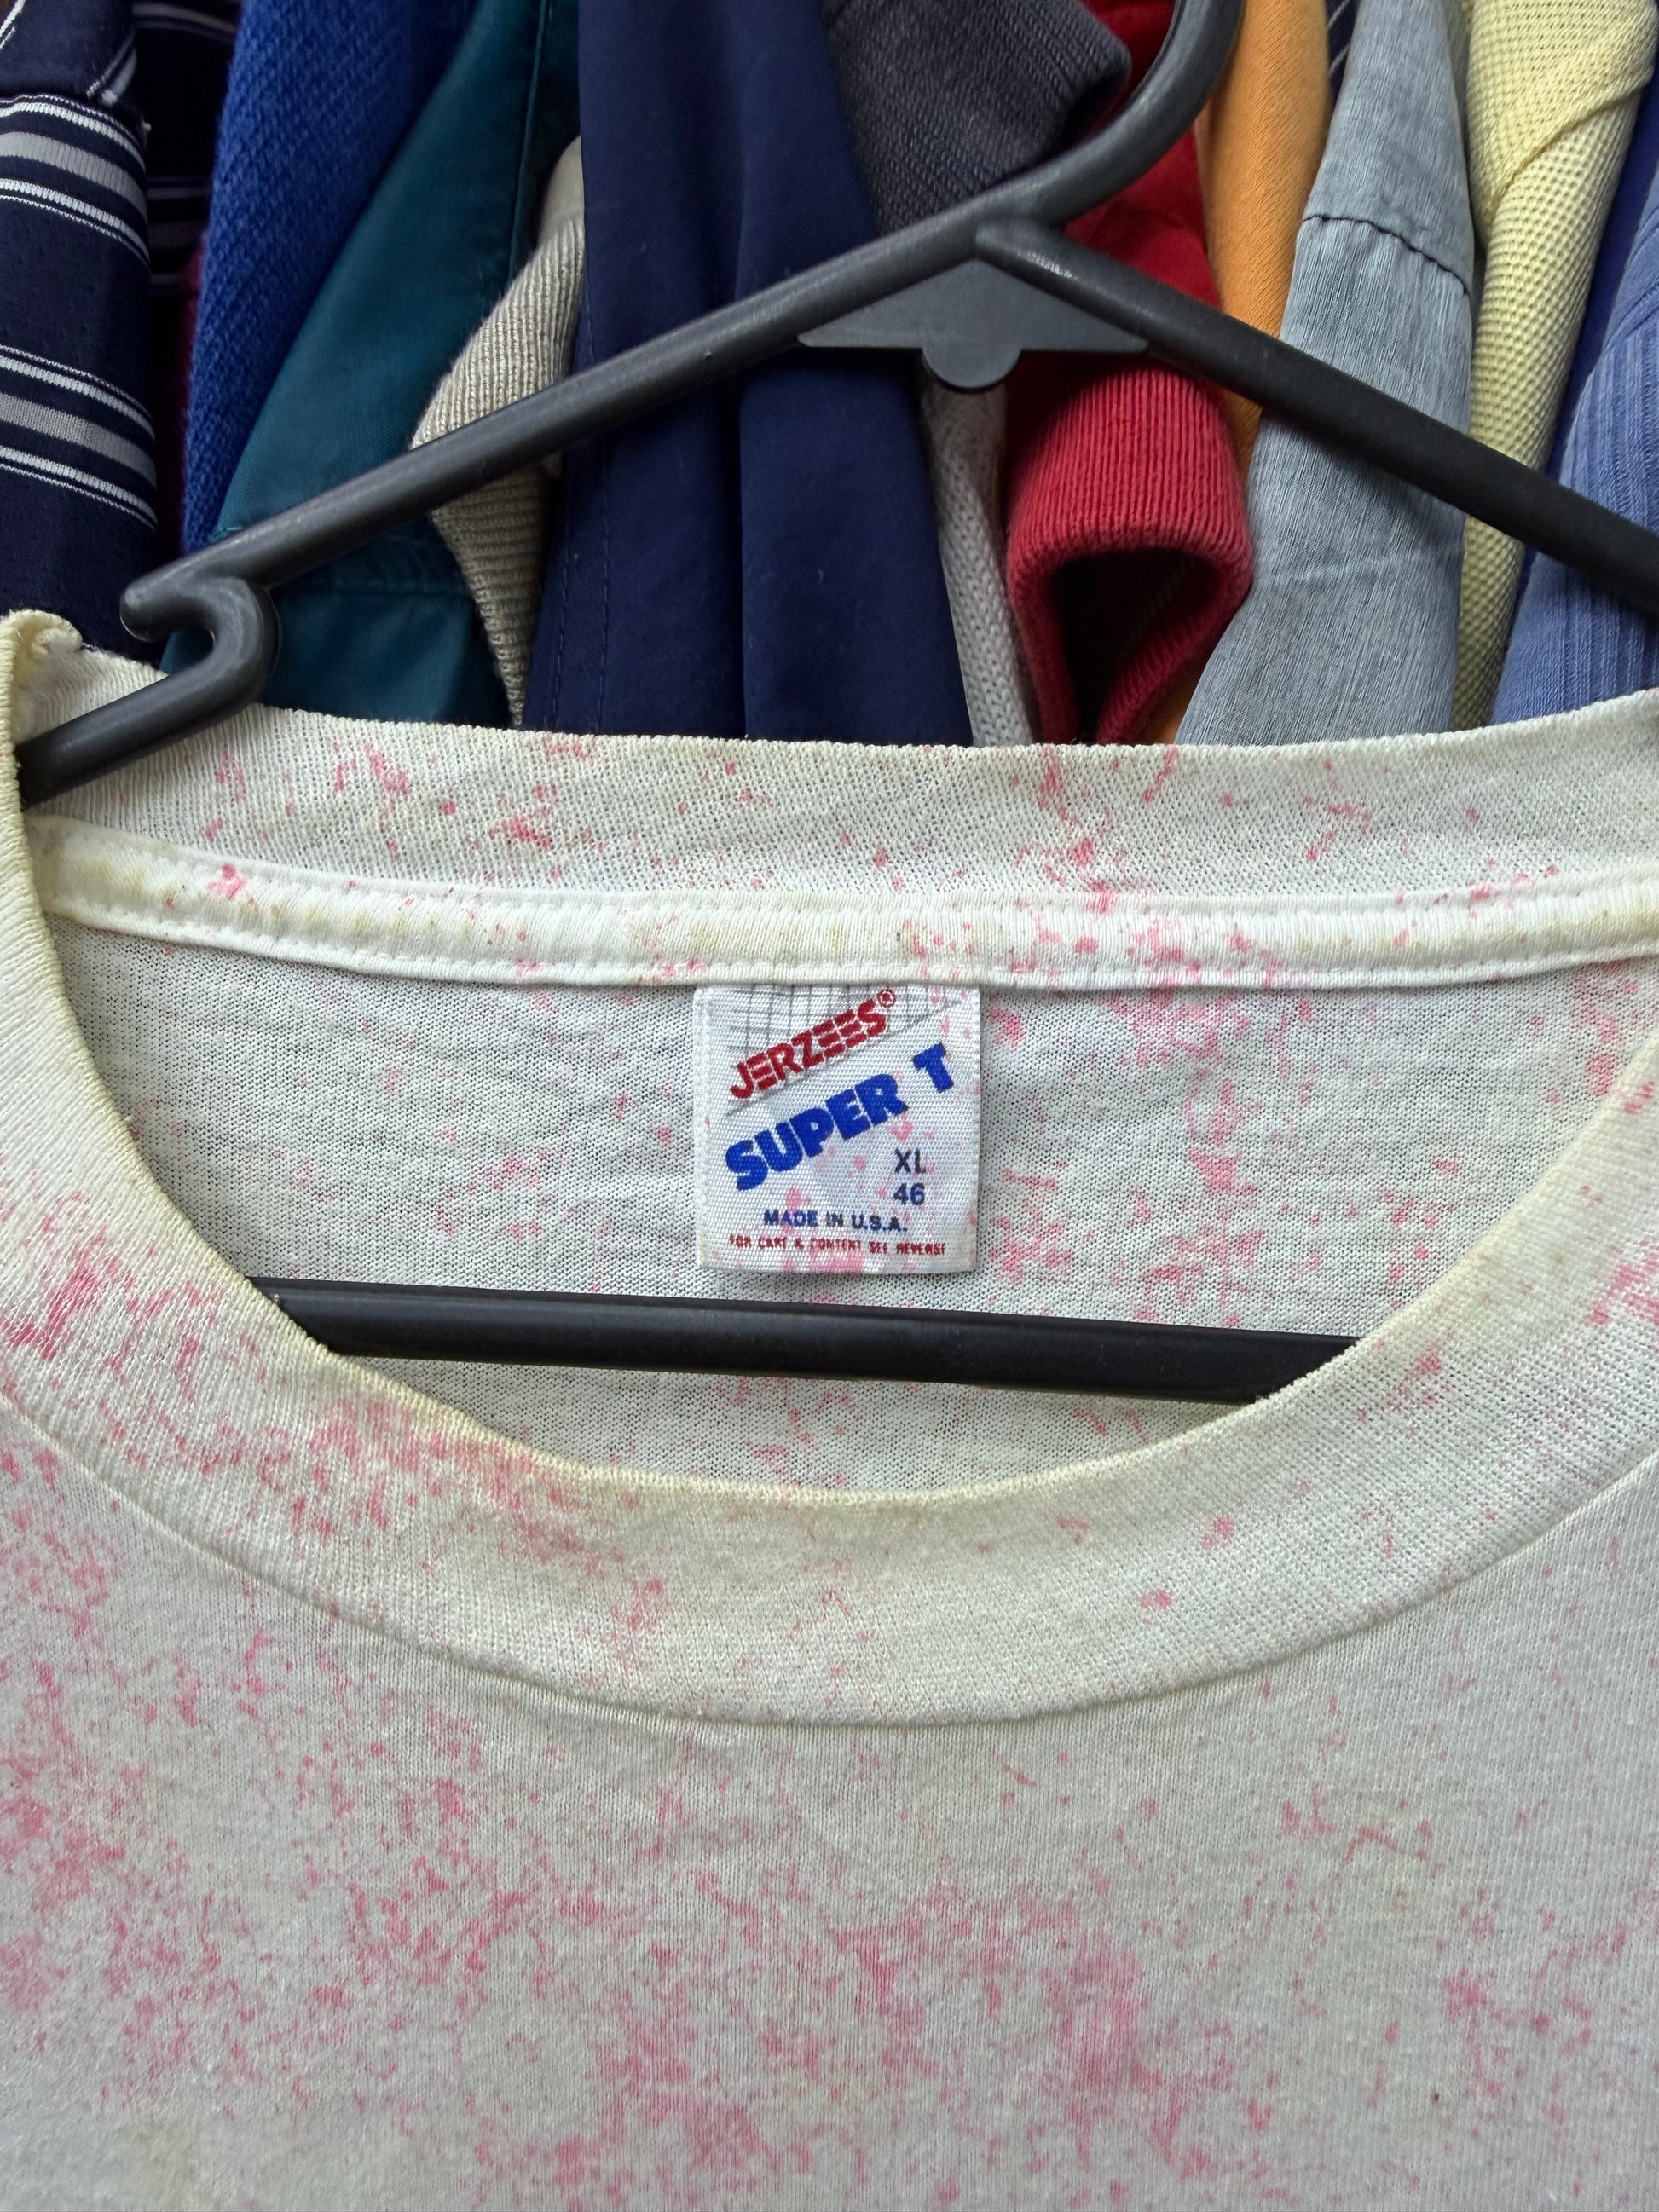 JERZEES®
SUPER T
XL
46
MADE IN U.S.A.
FOR CARE & CONTENT SEE REVERSE